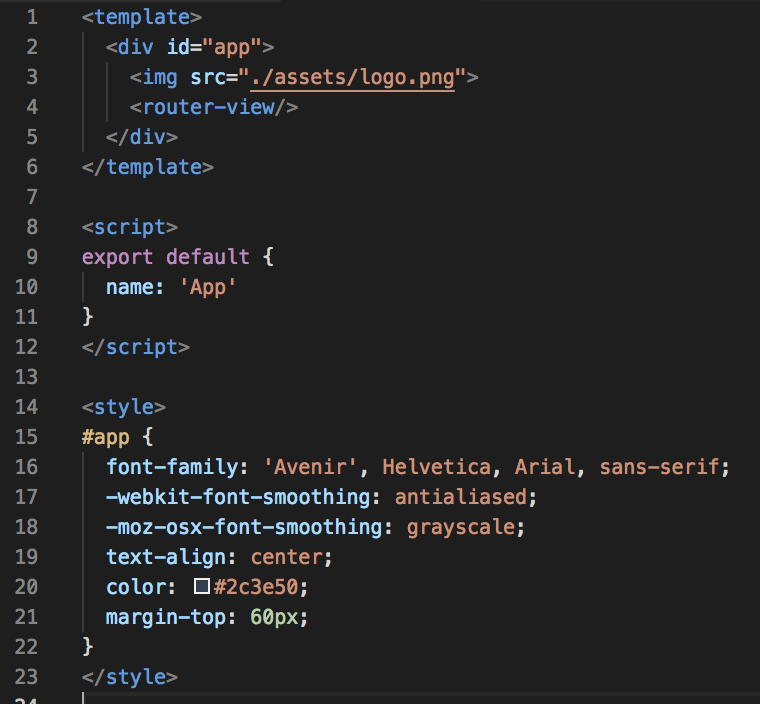 1 <template>
2   <div id="app">
3     <img src="./assets/logo.png">
4     <router-view/>
5   </div>
6 </template>
7
8 <script>
9 export default {
10   name: 'App'
11 }
12 </script>
13
14 <style>
15 #app {
16   font-family: 'Avenir', Helvetica, Arial, sans-serif;
17   -webkit-font-smoothing: antialiased;
18   -moz-osx-font-smoothing: grayscale;
19   text-align: center;
20   color: #2c3e50;
21   margin-top: 60px;
22 }
23 </style>
24